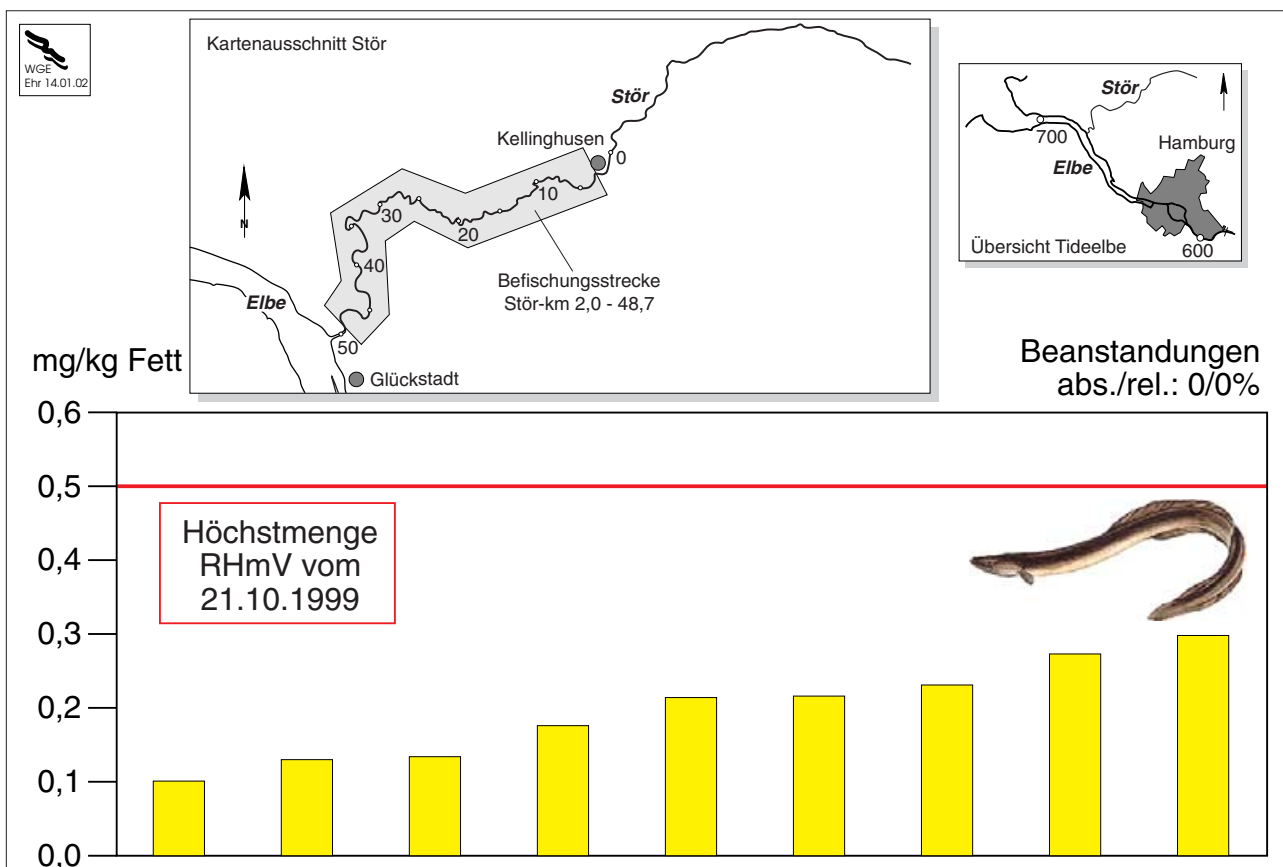 WGE
Ehr 14.01.02
Kartenausschnitt Stör
Stör
Kellinghusen
0
10
20
30
40
50
N
Elbe
Befischungsstrecke
Stör-km 2,0 - 48,7
Glückstadt
Stör
700
Hamburg
Elbe
600
Übersicht Tideelbe
mg/kg Fett
Beanstandungen
abs./rel.: 0/0%
0,6
0,5
0,4
0,3
0,2
0,1
0,0
Höchstmenge
RHmV vom
21.10.1999